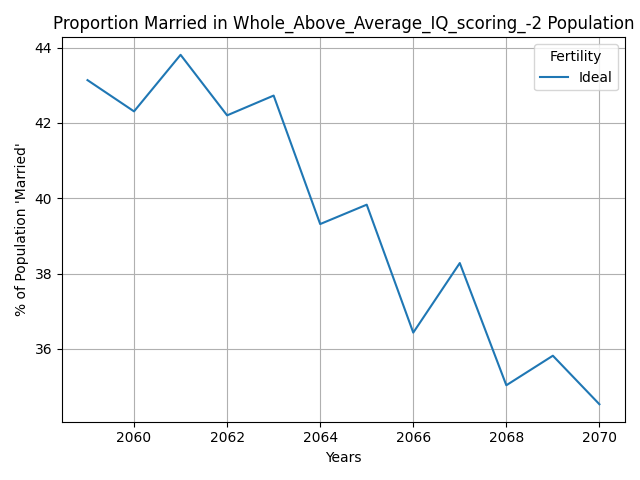 Proportion Married in Whole_Above_Average_IQ_scoring_-2 Population
Fertility
Ideal
% of Population 'Married'
44
42
40
38
36
2060 2062 2064 2066 2068 2070
Years